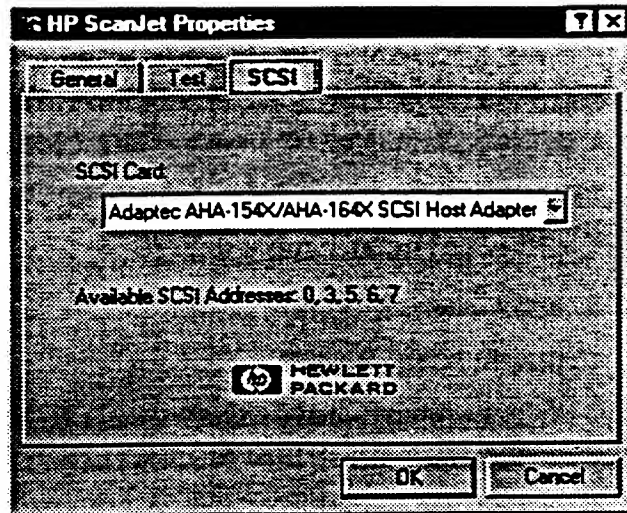 HP ScanJet Properties
General Test SCSI
SCSI Card:
Adaptec AHA-154X/AHA-164X SCSI Host Adapter
Available SCSI Addresses: 0, 3, 5, 6, 7
hp HEWLETT
PACKARD
OK Cancel